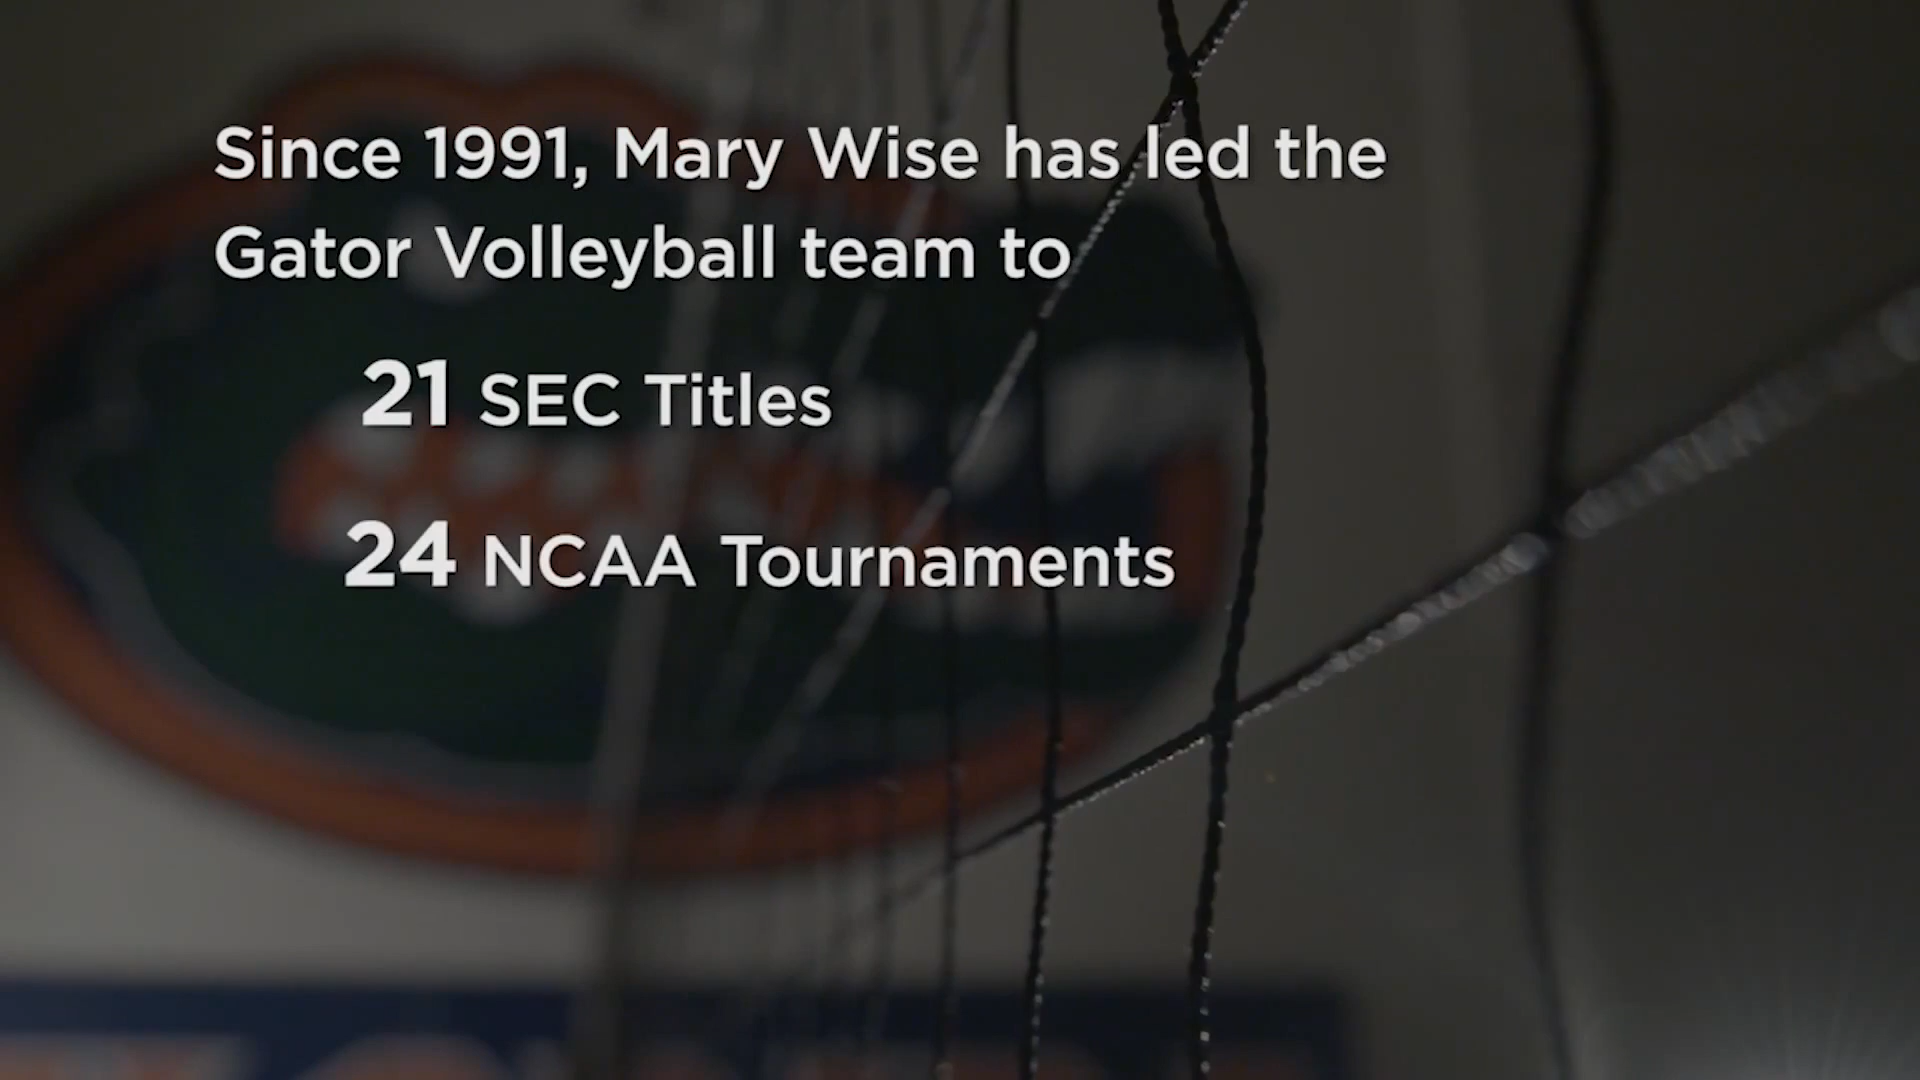 Since 1991, Mary Wise has led the
Gator Volleyball team to
21 SEC Titles
24 NCAA Tournaments